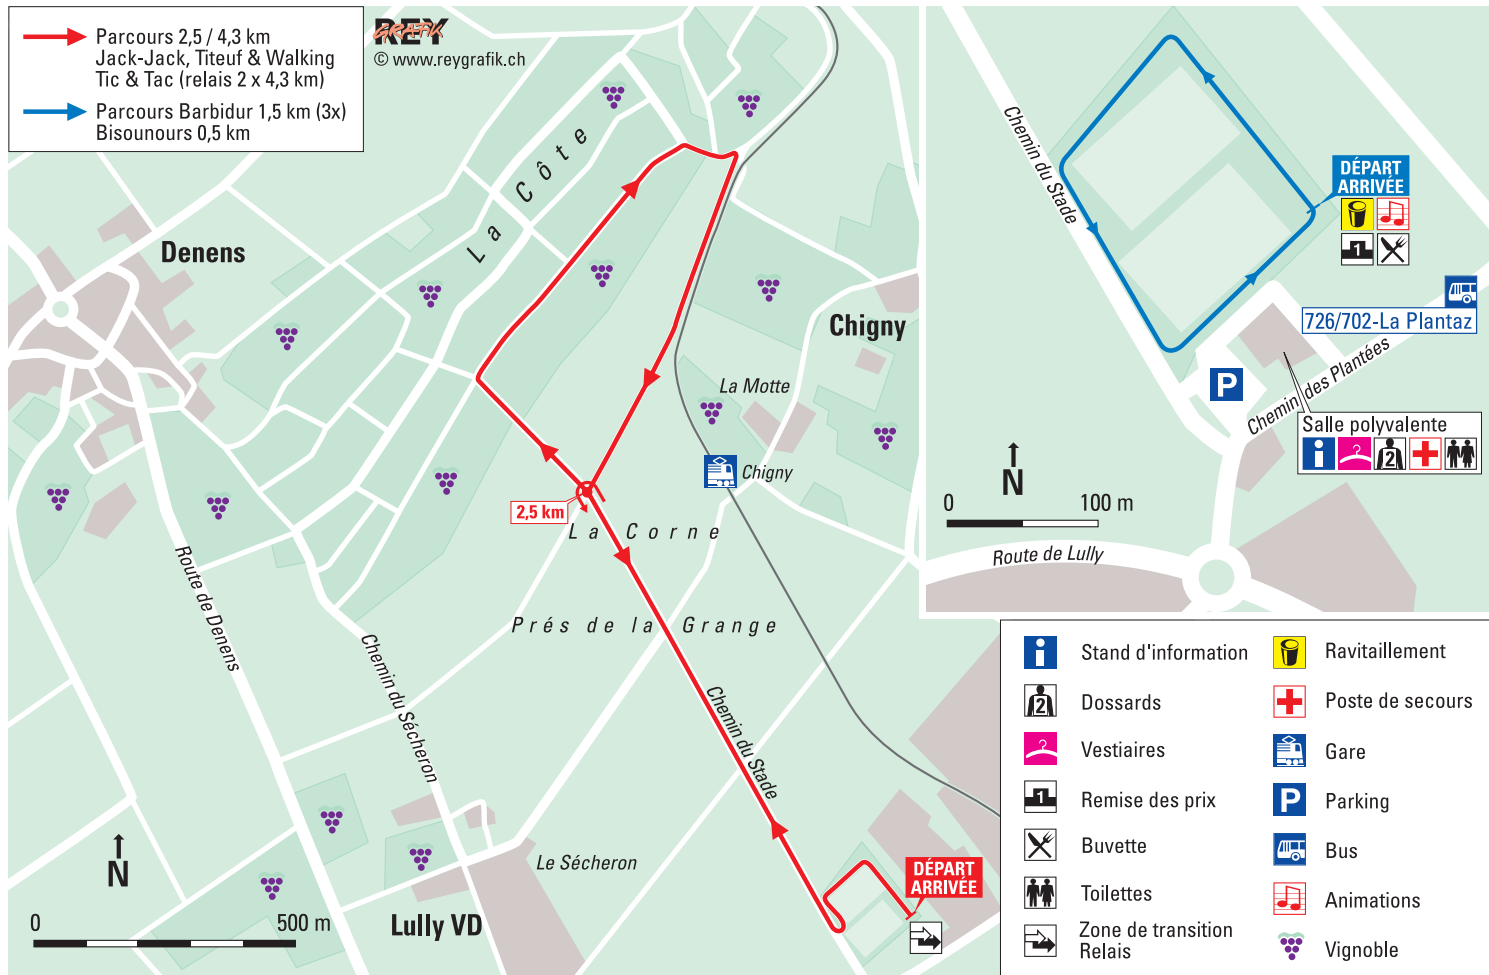 Parcours 2,5 / 4,3 km
Jack-Jack, Titeuf & Walking
Tic & Tac (relais 2 x 4,3 km)
Parcours Barbidur 1,5 km (3x)
Bisounours 0,5 km
REY
GRAFIK
© www.reygrafik.ch
La Côte
Denens
Chigny
La Motte
Chigny
2,5 km
La Corne
Prés de la Grange
Route de Denens
Chemin du Sécheron
Chemin du Stade
Le Sécheron
Lully VD
DÉPART
ARRIVÉE
N
0 500 m
Chemin du Stade
DÉPART
ARRIVÉE
1
726/702-La Plantaz
Chemin des Plantées
P
Salle polyvalente
i
2
N
0 100 m
Route de Lully
i Stand d'information
2 Dossards
Vestiaires
1 Remise des prix
Buvette
Toilettes
Zone de transition
Relais
Ravitaillement
Poste de secours
Gare
P Parking
Bus
Animations
Vignoble